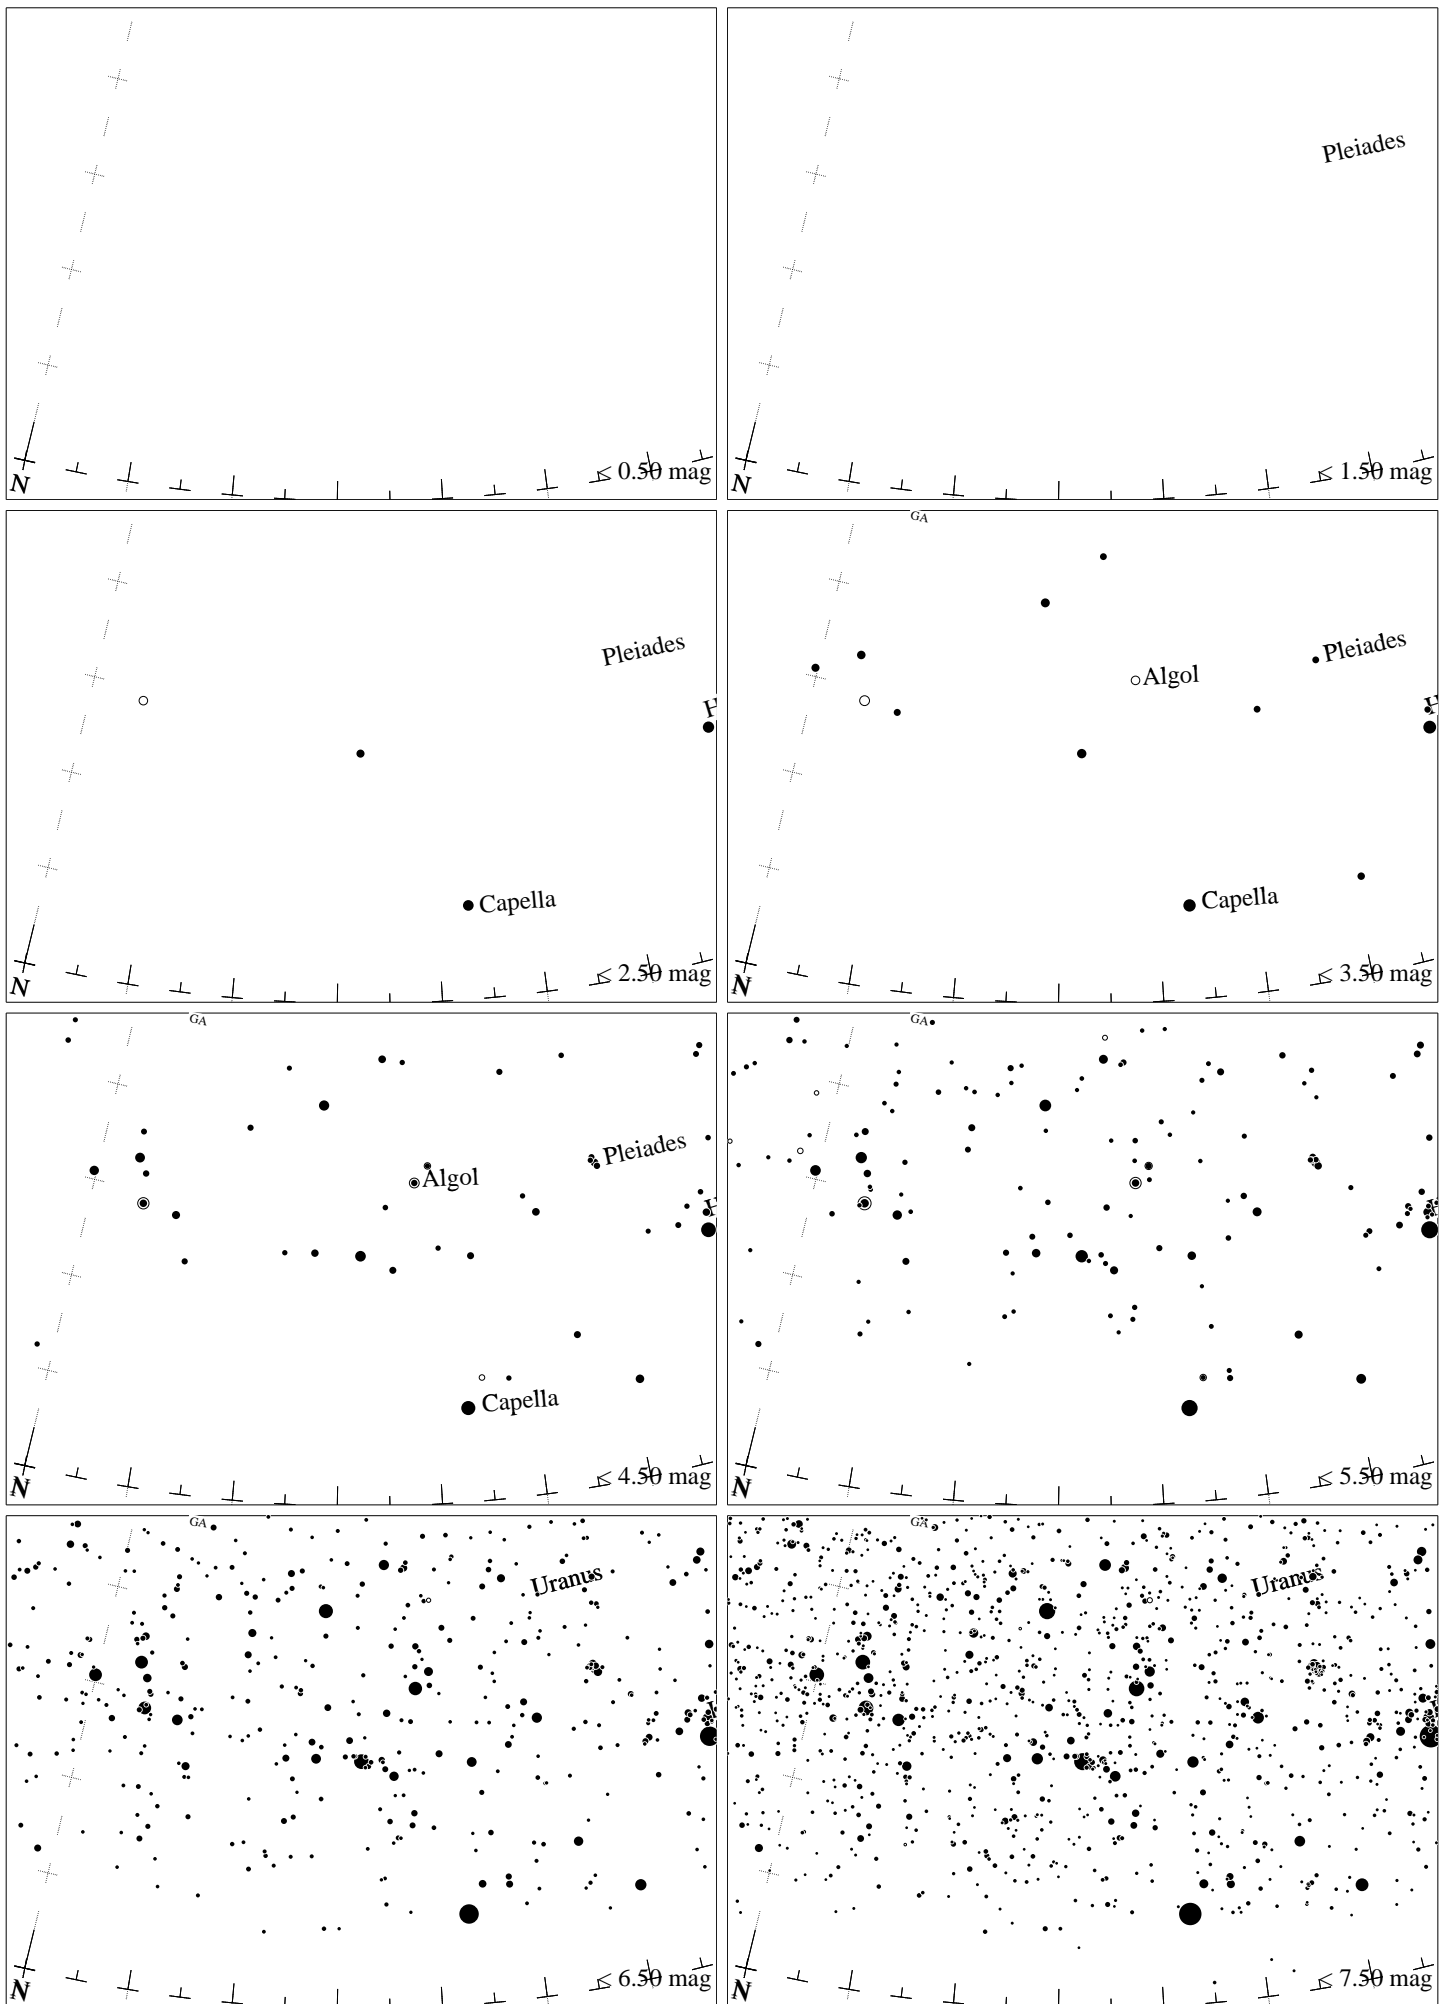 N
≤ 0.50 mag
Pleiades
N
≤ 1.50 mag
Pleiades
H
Capella
N
≤ 2.50 mag
GA
Pleiades
Algol
H
Capella
N
≤ 3.50 mag
GA
Pleiades
Algol
H
Capella
N
≤ 4.50 mag
GA
N
≤ 5.50 mag
GA
Uranus
N
≤ 6.50 mag
GA
Uranus
N
≤ 7.50 mag